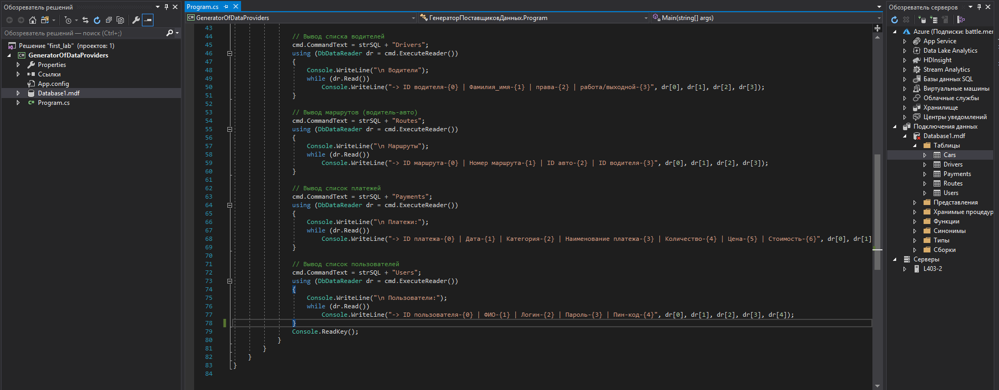 Обозреватель решений
Обозреватель решений — поиск (Ctrl+;)
Решение "first_lab" (проектов: 1)
GeneratorOfDataProviders
Properties
Ссылки
App.config
Database1.mdf
Program.cs
Program.cs
GeneratorOfDataProviders
ГенераторПоставщиковДанных.Program
Main(string[] args)
43
44 // Вывод списка водителей
45 cmd.CommandText = strSQL + "Drivers";
46 using (DbDataReader dr = cmd.ExecuteReader())
47 {
48 Console.WriteLine("\n Водители");
49 while (dr.Read())
50 Console.WriteLine("-> ID водителя-{0} | Фамилия_имя-{1} | права-{2} | работа/выходной-{3}", dr[0], dr[1], dr[2], dr[3]);
51 }
52
53 // Вывод маршрутов (водитель-авто)
54 cmd.CommandText = strSQL + "Routes";
55 using (DbDataReader dr = cmd.ExecuteReader())
56 {
57 Console.WriteLine("\n Маршруты");
58 while (dr.Read())
59 Console.WriteLine("-> ID маршрута-{0} | Номер маршрута-{1} | ID авто-{2} | ID водителя-{3}", dr[0], dr[1], dr[2], dr[3]);
60 }
61
62 // Вывод список платежей
63 cmd.CommandText = strSQL + "Payments";
64 using (DbDataReader dr = cmd.ExecuteReader())
65 {
66 Console.WriteLine("\n Платежи:");
67 while (dr.Read())
68 Console.WriteLine("-> ID платежа-{0} | Дата-{1} | Категория-{2} | Наименование платежа-{3} | Количество-{4} | Цена-{5} | Стоимость-{6}", dr[0], dr[1]
69 }
70
71 // Вывод список пользователей
72 cmd.CommandText = strSQL + "Users";
73 using (DbDataReader dr = cmd.ExecuteReader())
74 {
75 Console.WriteLine("\n Пользователи:");
76 while (dr.Read())
77 Console.WriteLine("-> ID пользователя-{0} | ФИО-{1} | Логин-{2} | Пароль-{3} | Пин-код-{4}", dr[0], dr[1], dr[2], dr[3], dr[4]);
78 }
79 Console.ReadKey();
80 }
81 }
82 }
83 }
84
Обозреватель серверов
Azure (Подписки: battle.mer
App Service
Data Lake Analytics
HDInsight
Stream Analytics
Базы данных SQL
Виртуальные машины
Облачные службы
Хранилище
Центры уведомлений
Подключения данных
Database1.mdf
Таблицы
Cars
Drivers
Payments
Routes
Users
Представления
Хранимые процедур
Функции
Синонимы
Типы
Сборки
Серверы
L403-2